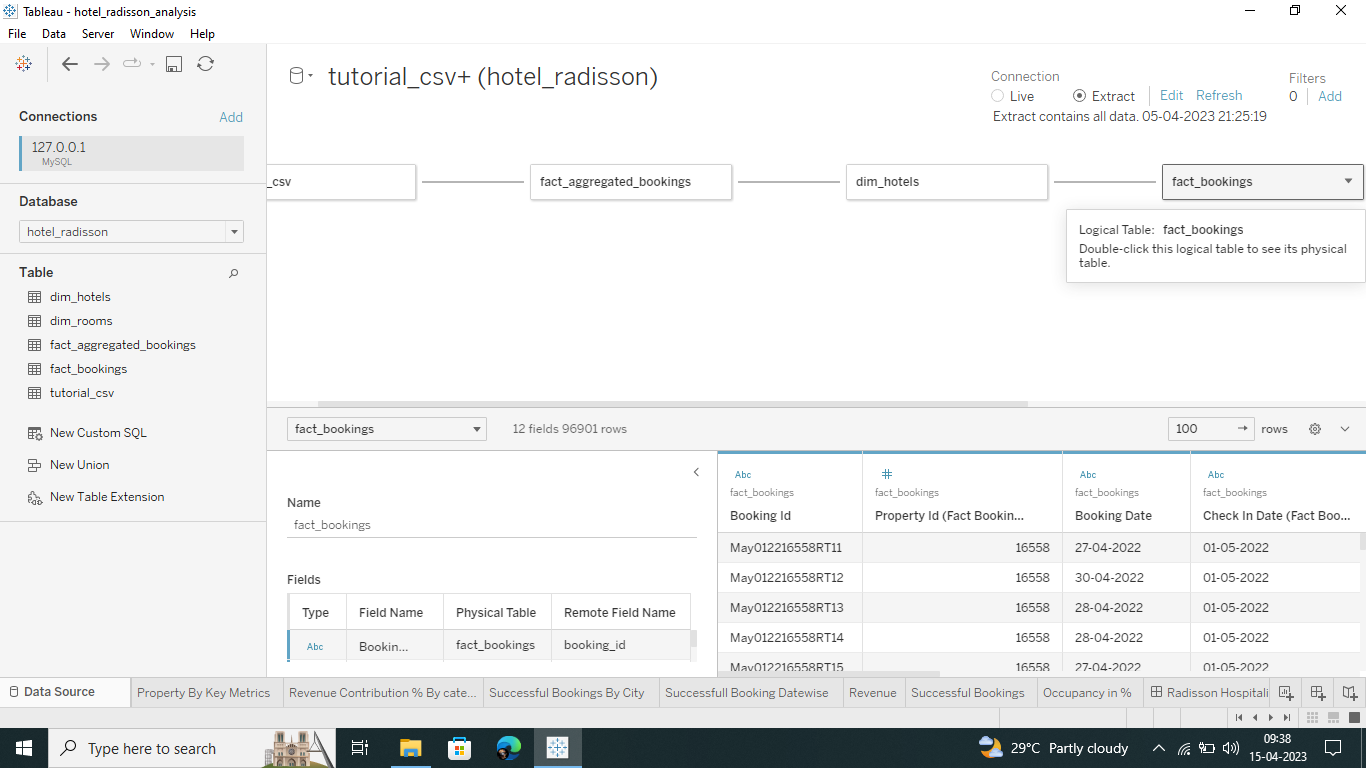 Tableau - hotel_radisson_analysis
File Data Server Window Help
Connections Add
127.0.0.1
MySQL
Database
hotel_radisson
Table
dim_hotels
dim_rooms
fact_aggregated_bookings
fact_bookings
tutorial_csv
New Custom SQL
New Union
New Table Extension
tutorial_csv+ (hotel_radisson)
Connection
Live Extract Edit Refresh
Extract contains all data. 05-04-2023 21:25:19
Filters
0 Add
_csv fact_aggregated_bookings dim_hotels fact_bookings
Logical Table: fact_bookings
Double-click this logical table to see its physical
table.
fact_bookings 12 fields 96901 rows 100 rows
Name
fact_bookings
Fields
Type Field Name Physical Table Remote Field Name
Abc Bookin... fact_bookings booking_id
Abc # Abc Abc
fact_bookings fact_bookings fact_bookings fact_bookings
Booking Id Property Id (Fact Bookin... Booking Date Check In Date (Fact Boo...
May012216558RT11 16558 27-04-2022 01-05-2022
May012216558RT12 16558 30-04-2022 01-05-2022
May012216558RT13 16558 28-04-2022 01-05-2022
May012216558RT14 16558 28-04-2022 01-05-2022
May012216558RT15 16558 27-04-2022 01-05-2022
Data Source Property By Key Metrics Revenue Contribution % By cate... Successful Bookings By City Successfull Booking Datewise Revenue Successful Bookings Occupancy in % Radisson Hospitali
Type here to search
29°C Partly cloudy
09:38
15-04-2023